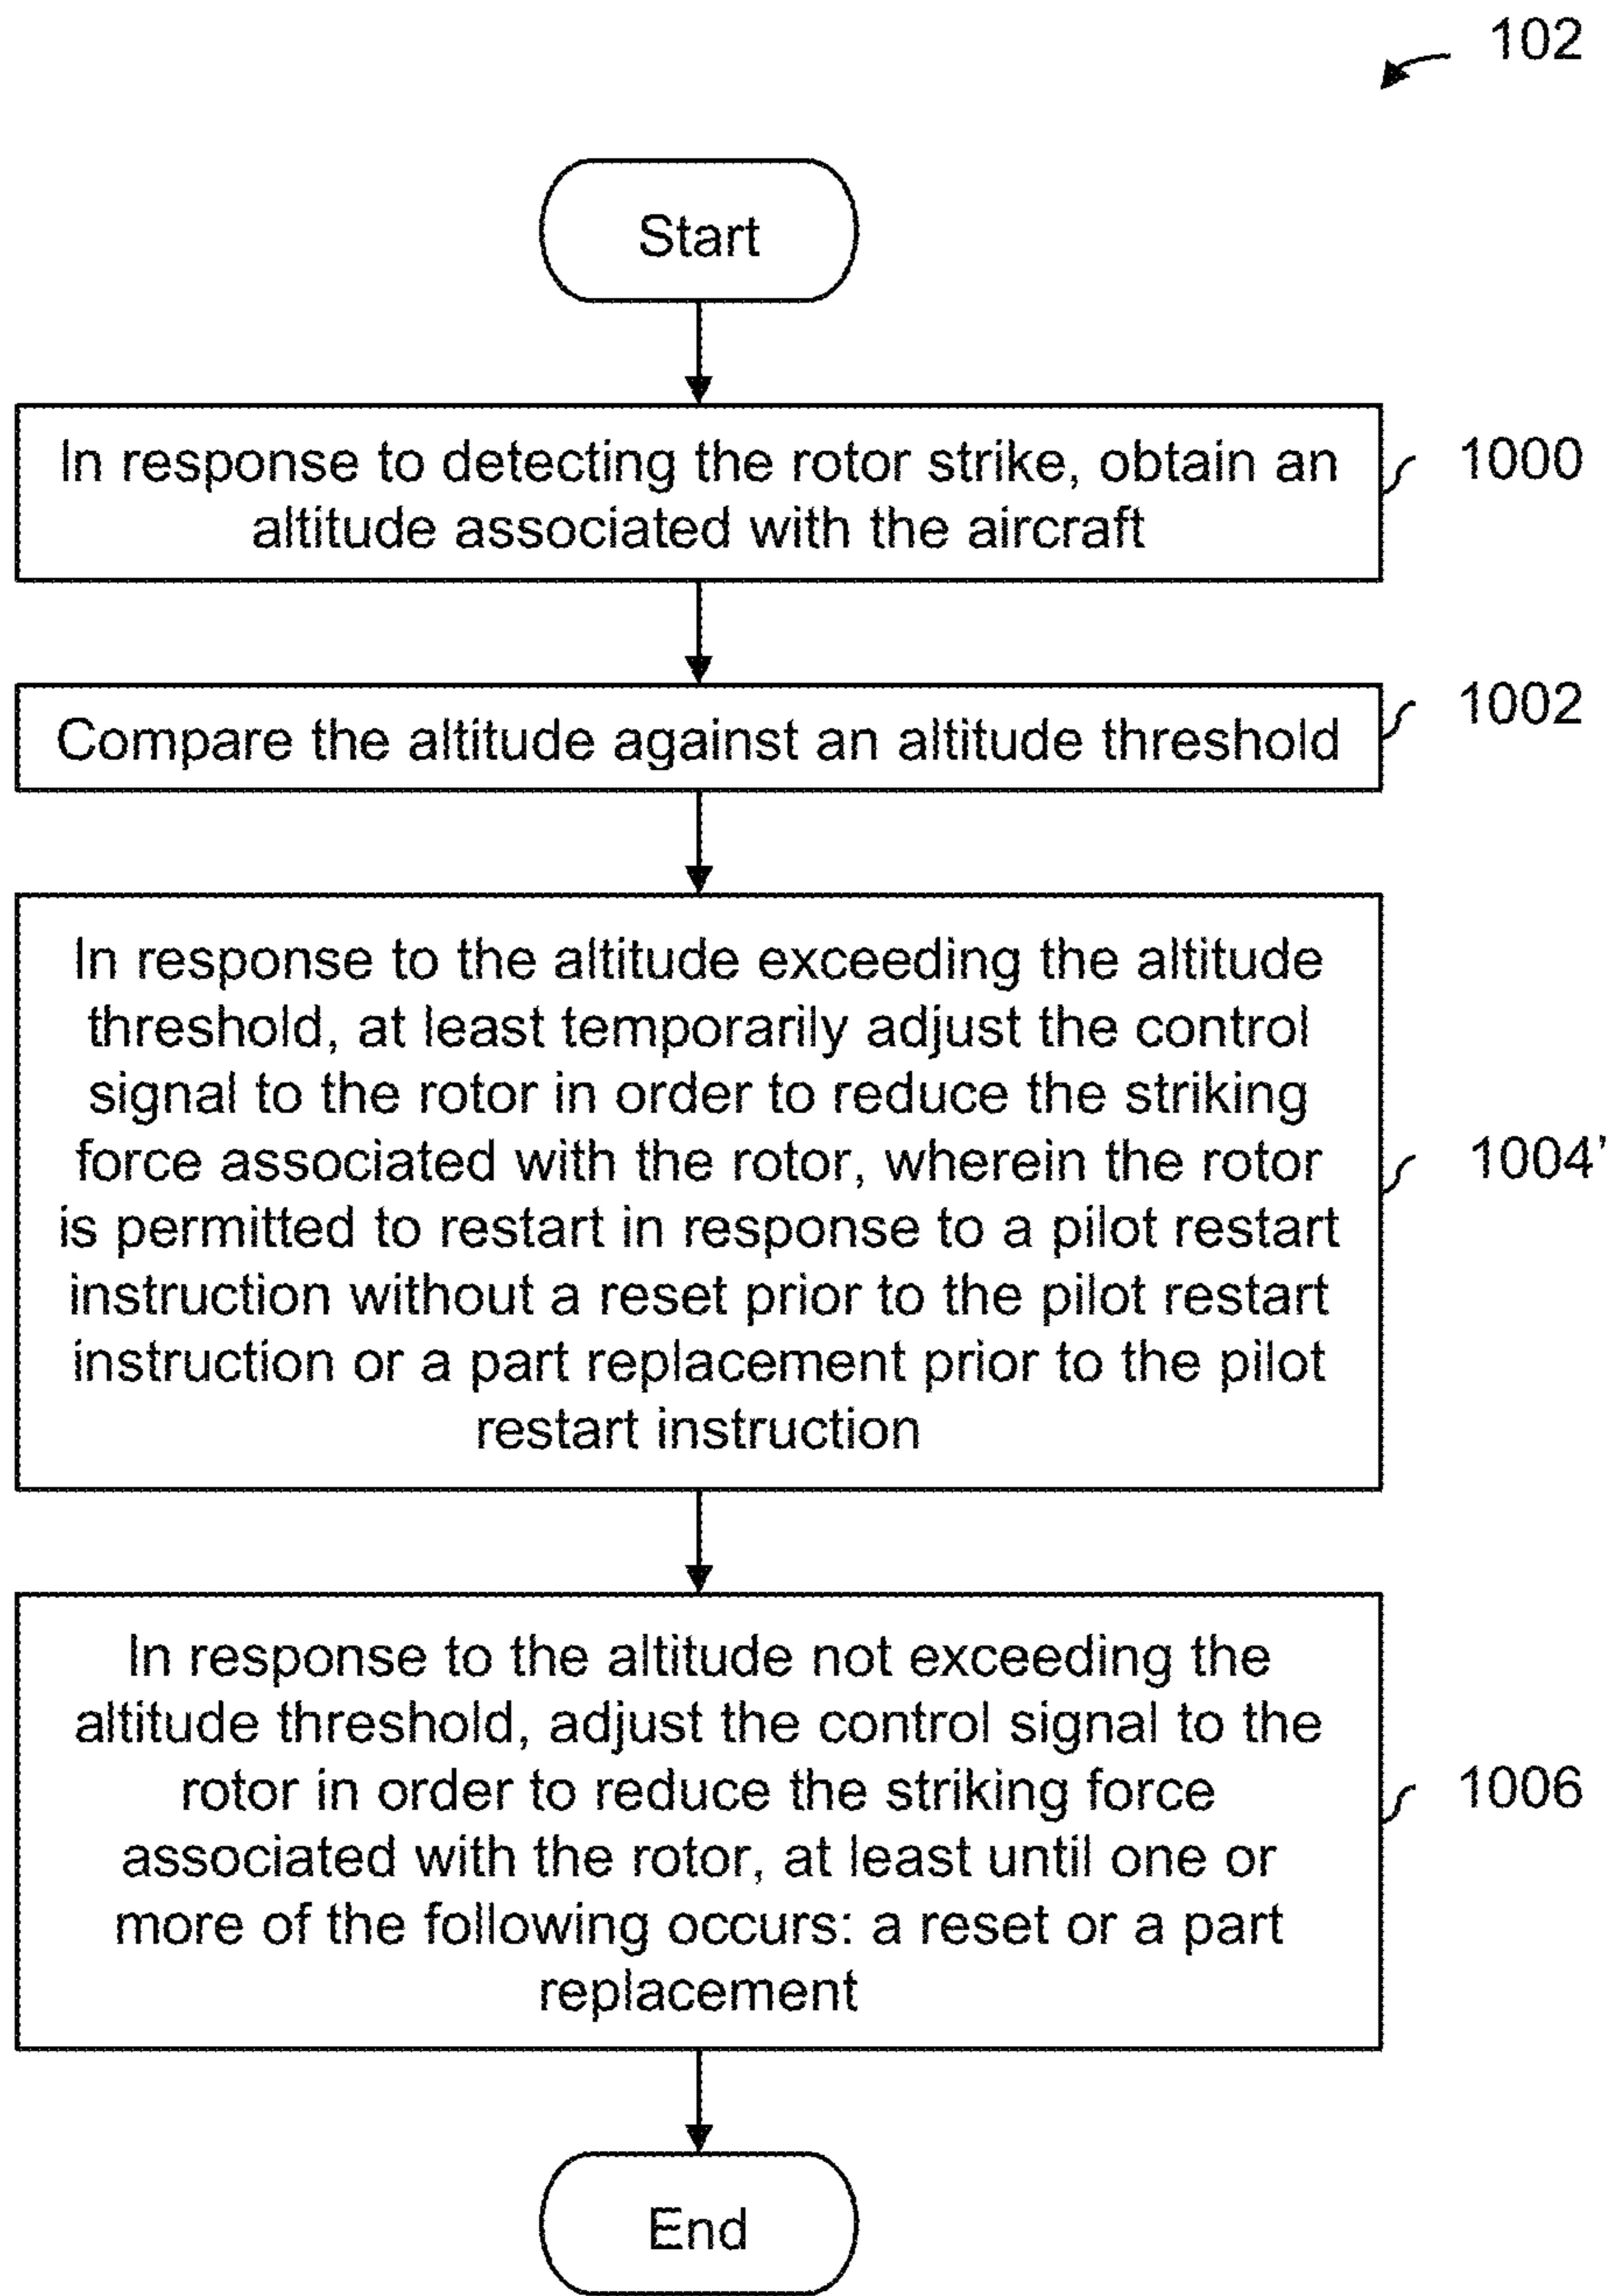 102
Start
In response to detecting the rotor strike, obtain an
altitude associated with the aircraft
1000
Compare the altitude against an altitude threshold
1002
In response to the altitude exceeding the altitude
threshold, at least temporarily adjust the control
signal to the rotor in order to reduce the striking
force associated with the rotor, wherein the rotor
is permitted to restart in response to a pilot restart
instruction without a reset prior to the pilot restart
instruction or a part replacement prior to the pilot
restart instruction
1004’
In response to the altitude not exceeding the
altitude threshold, adjust the control signal to the
rotor in order to reduce the striking force
associated with the rotor, at least until one or
more of the following occurs: a reset or a part
replacement
1006
End